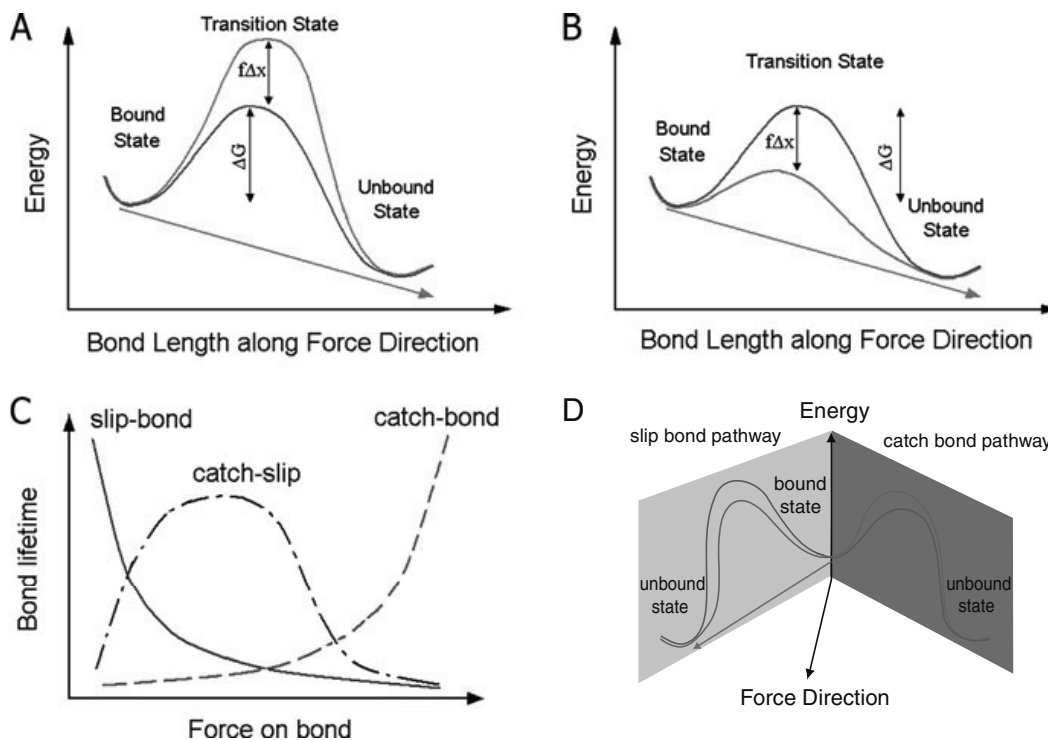 A
Transition State
fΔx
Bound
State
ΔG
Unbound
State
Energy
Bond Length along Force Direction
B
Transition State
Bound
State
fΔx
ΔG
Unbound
State
Energy
Bond Length along Force Direction
C
slip-bond
catch-bond
catch-slip
Bond lifetime
Force on bond
D
Energy
slip bond pathway
catch bond pathway
bound
state
unbound
state
unbound
state
Force Direction